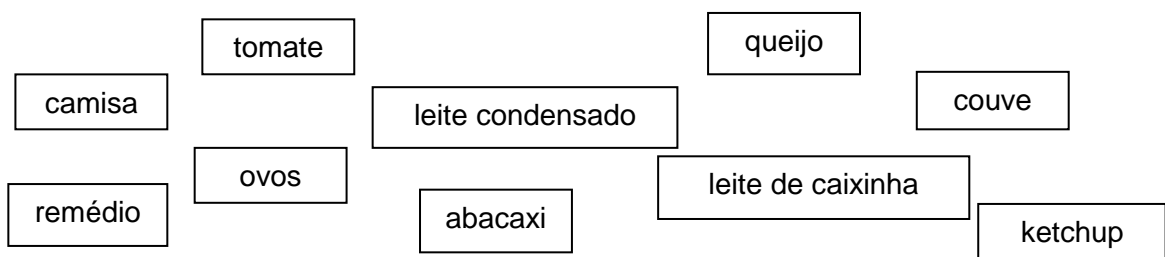 tomate
queijo
camisa
leite condensado
couve
ovos
leite de caixinha
remédio
abacaxi
ketchup